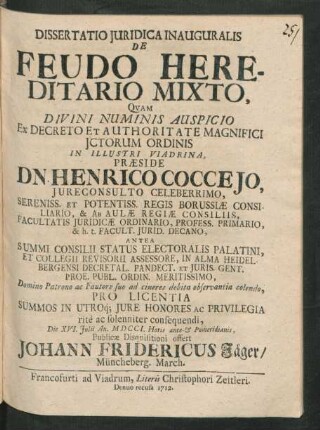 251
DISSERTATIO JURIDICA INAUGURALIS
DE
FEUDO HERE-
DITARIO MIXTO,
QVAM
DIVINI NUMINIS AUSPICIO
EX DECRETO ET AUTHORITATE MAGNIFICI
JCTORUM ORDINIS
IN ILLUSTRI VIADRINA,
PRÆSIDE
DN HENRICO COCCEJO,
JURECONSULTO CELEBERRIMO,
SERENISS. ET POTENTISS. REGIS BORUSSIÆ CONSI-
LIARIO, & AB AULÆ REGIÆ CONSILIIS,
FACULTATIS JURIDICÆ ORDINARIO, PROFESS. PRIMARIO,
& h. t. FACULT. JURID. DECANO,
ANTEA
SUMMI CONSILII STATUS ELECTORALIS PALATINI,
ET COLLEGII REVISORII ASSESSORE, IN ALMA HEIDEL-
BERGENSI DECRETAL. PANDECT. ET JURIS. GENT.
PROF. PUBL. ORDIN. MERITISSIMO,
Domino Patrono ac Fautore suo ad cineres debita observantia colendo,
PRO LICENTIA
SUMMOS IN UTROq; JURE HONORES AC PRIVILEGIA
ritè ac solenniter consequendi,
Die XVI. Julii An. MDCCI. Horis ante & Pomeridianis,
Publicæ Disquisitioni offert
JOHANN FRIDERICUS Jäger/
Müncheberg. March.
Francofurti ad Viadrum, Literis Christophori Zeitleri.
Denuo recusa 1712.